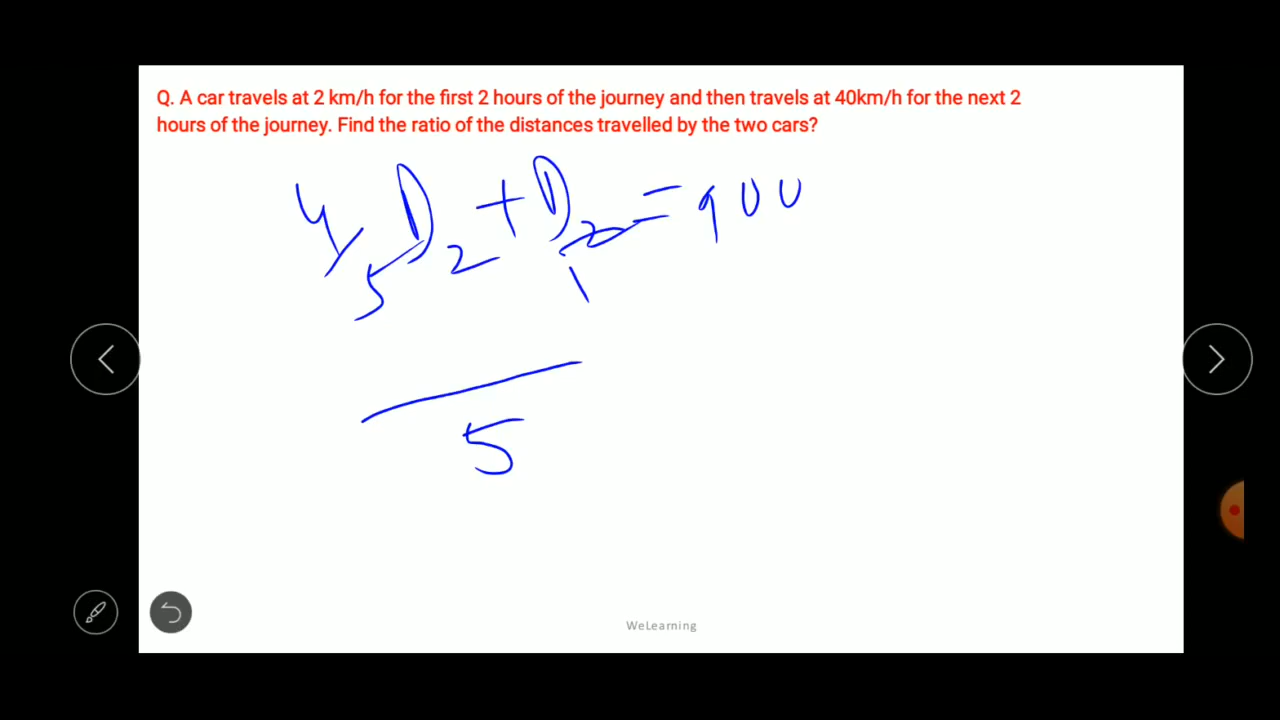 Q. A car travels at 2 km/h for the first 2 hours of the journey and then travels at 40km/h for the next 2
hours of the journey. Find the ratio of the distances travelled by the two cars?
4/5 D2 + D1 = 900
5
WeLearning